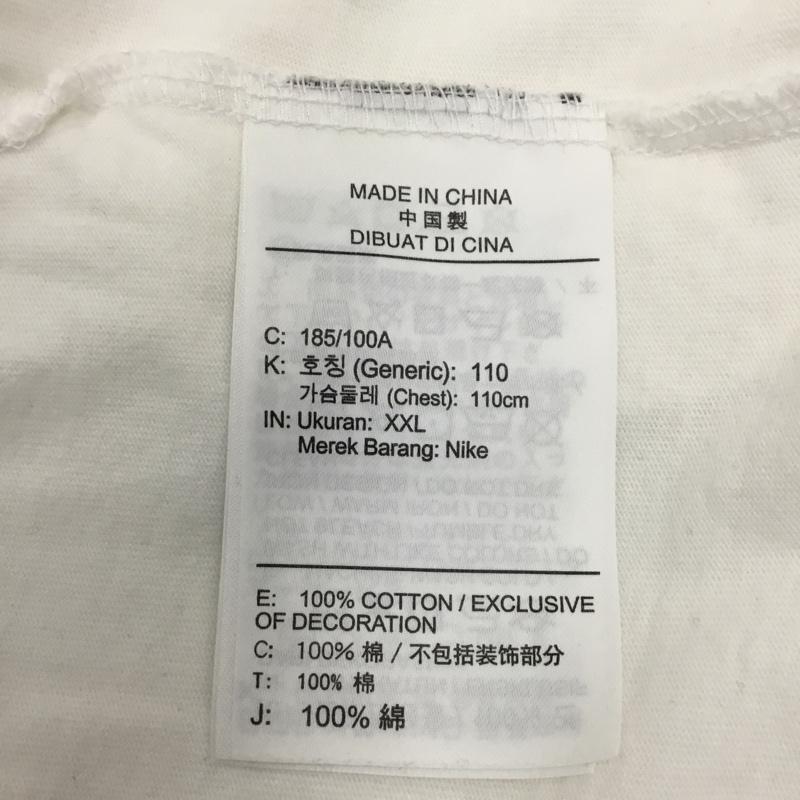 MADE IN CHINA
中国製
DIBUAT DI CINA
C: 185/100A
K: 호칭 (Generic): 110
가슴둘레 (Chest): 110cm
IN: Ukuran: XXL
Merek Barang: Nike
E: 100% COTTON / EXCLUSIVE
OF DECORATION
C: 100% 棉 / 不包括装饰部分
T: 100% 棉
J: 100% 綿